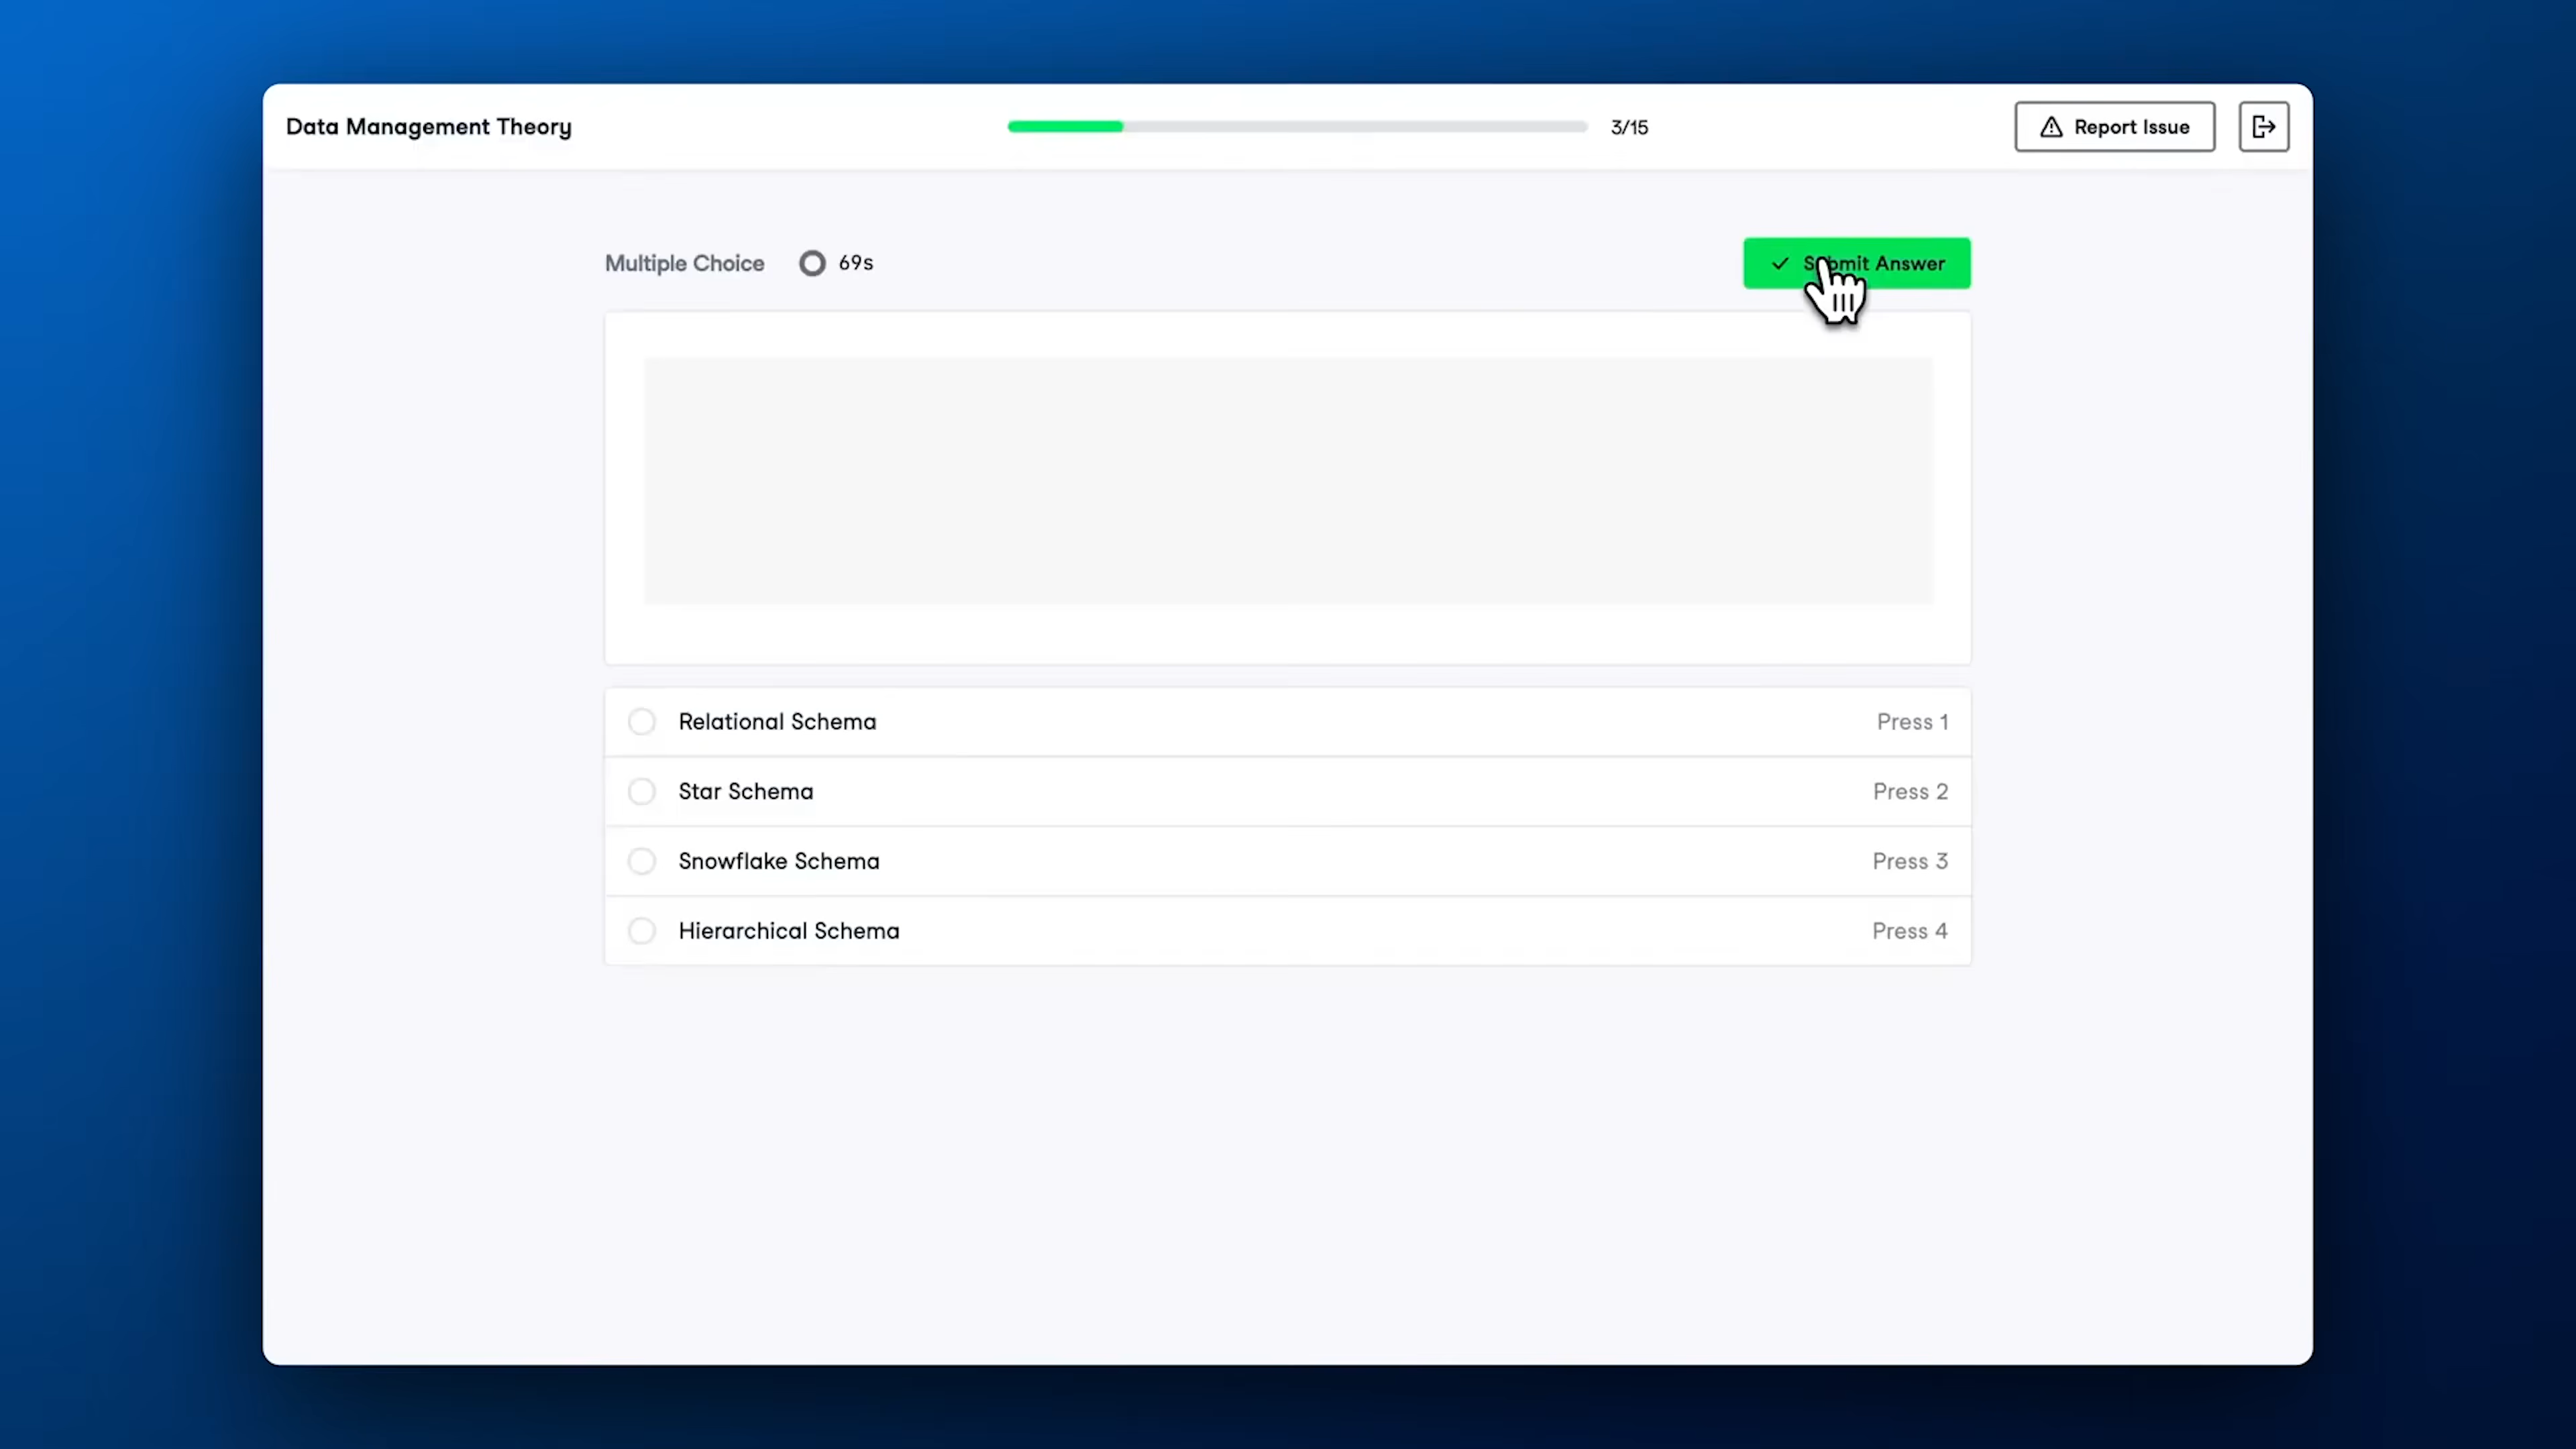 Data Management Theory
3/15
Report Issue
Multiple Choice
69s
Submit Answer
Relational Schema
Press 1
Star Schema
Press 2
Snowflake Schema
Press 3
Hierarchical Schema
Press 4